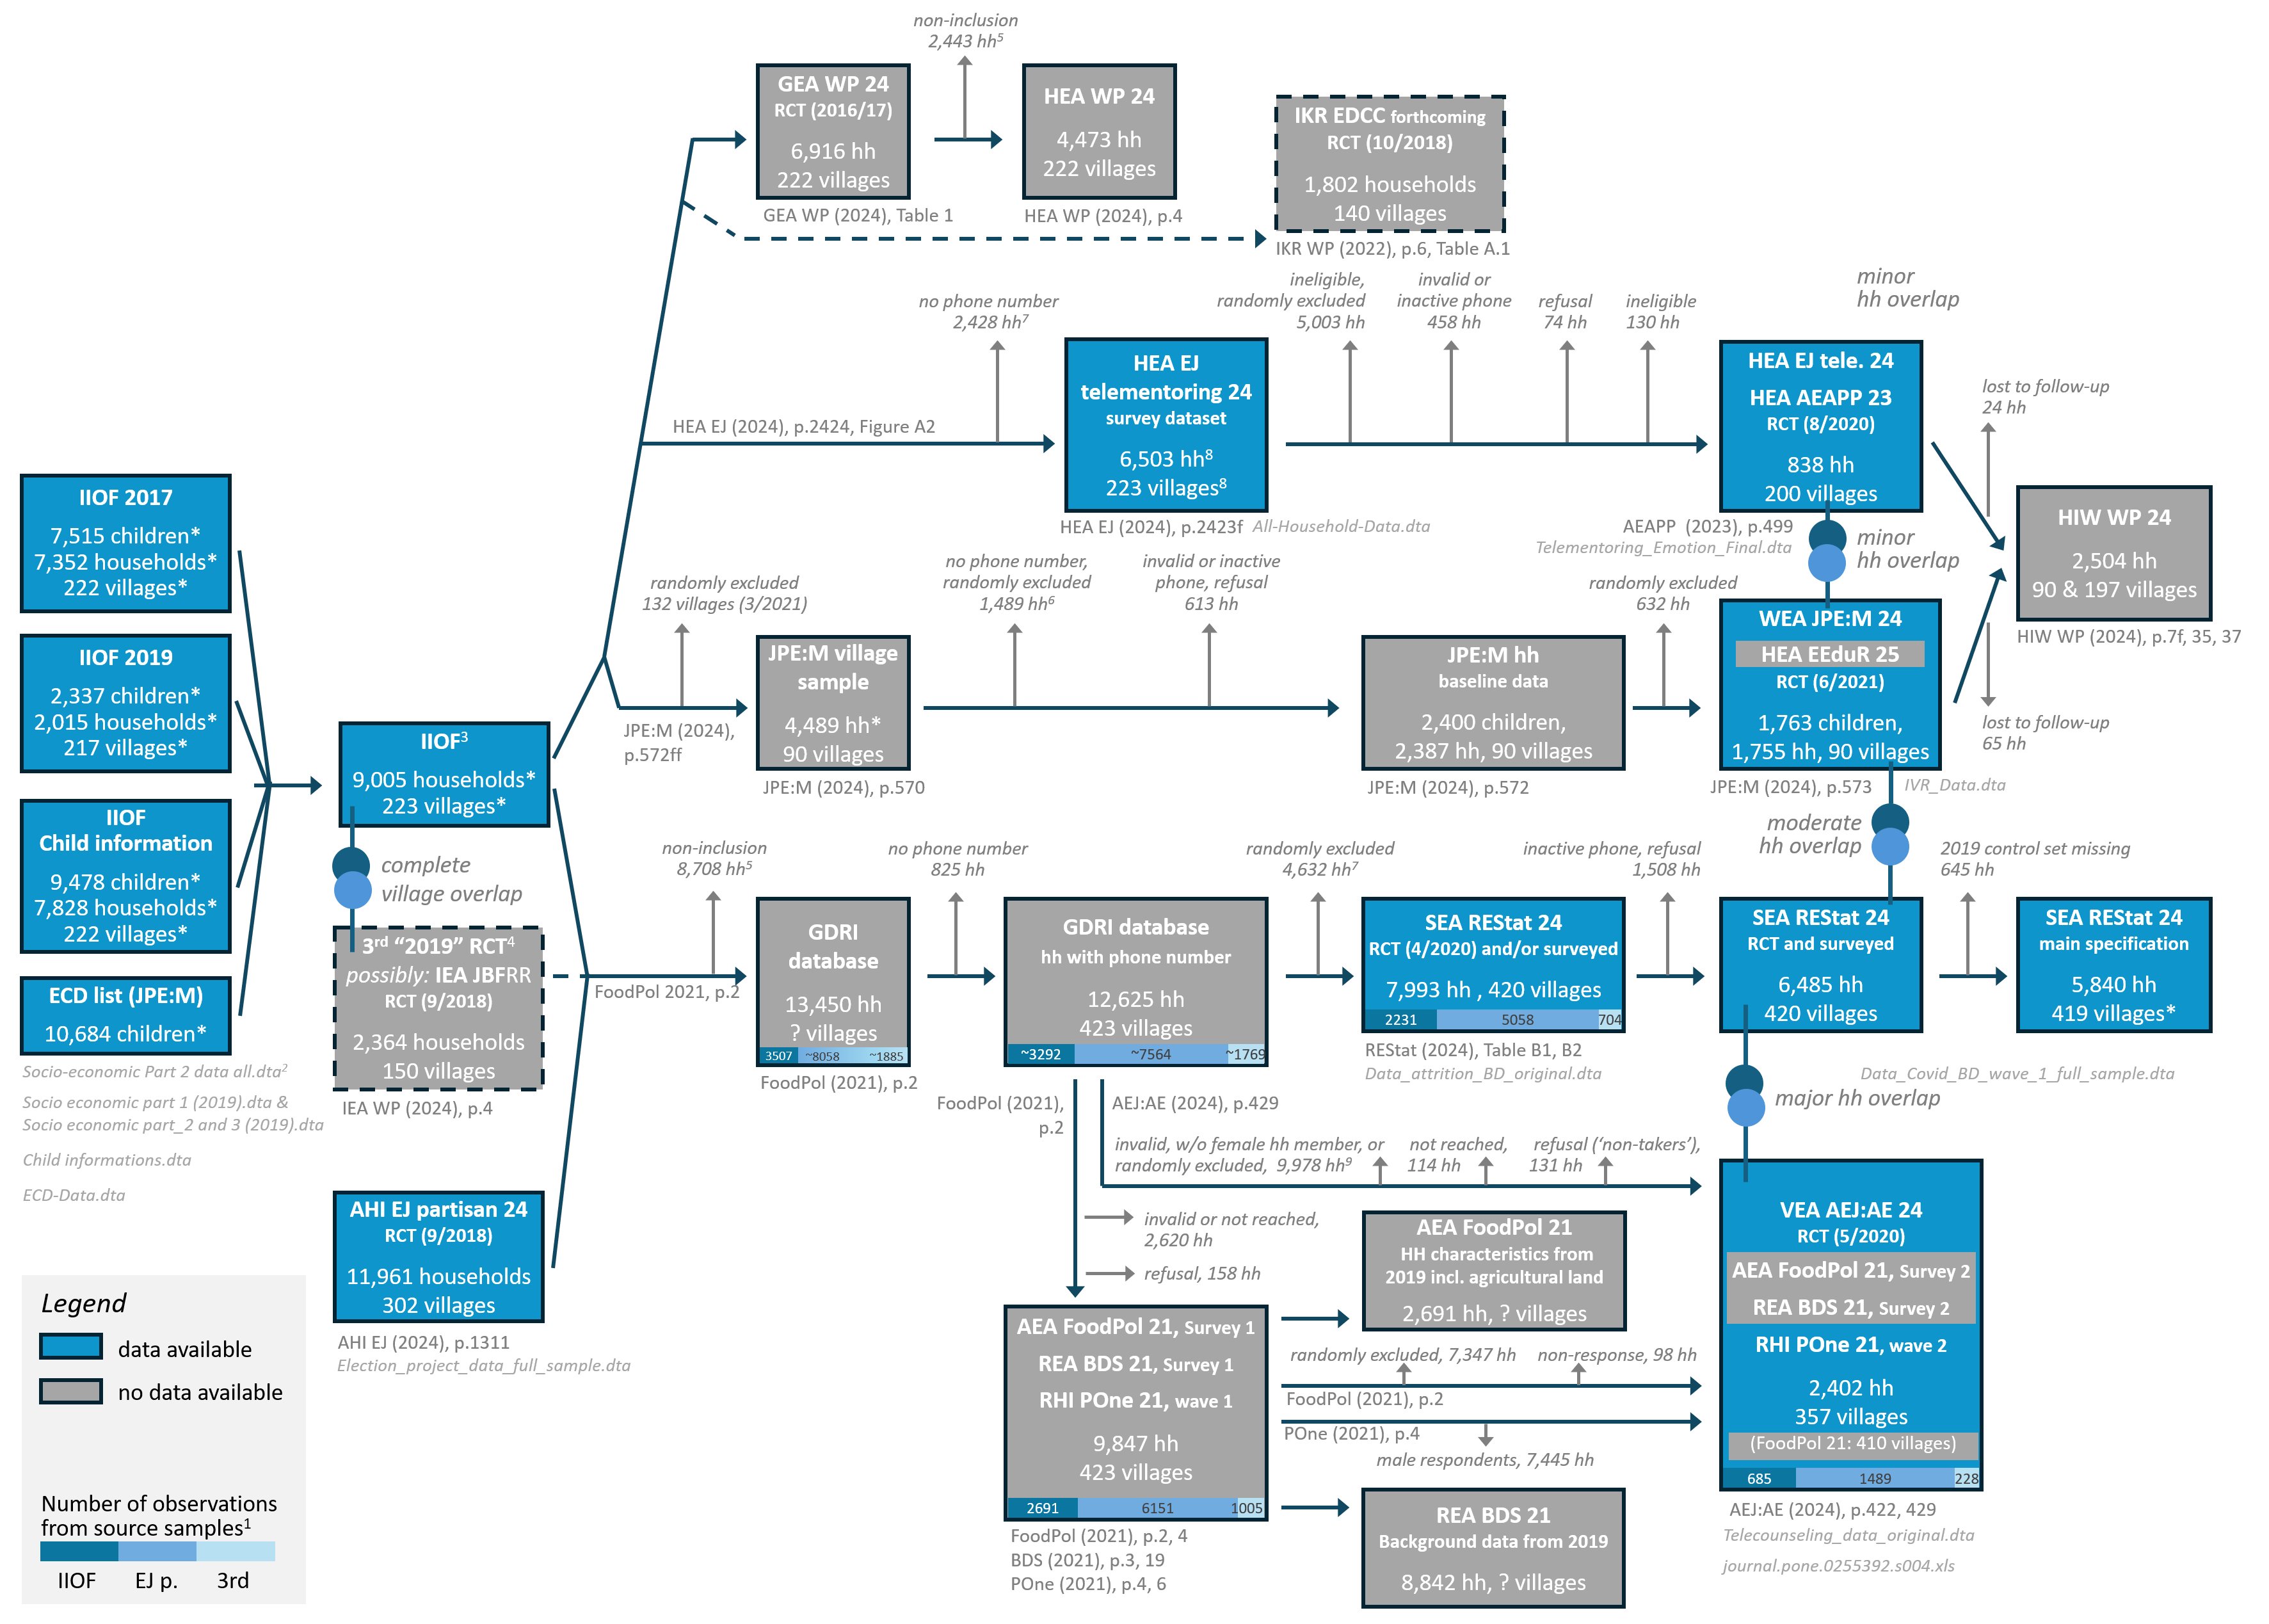 non-inclusion
2,443 hh5
GEA WP 24
RCT (2016/17)
6,916 hh
222 villages
GEA WP (2024), Table 1
HEA WP 24
4,473 hh
222 villages
HEA WP (2024), p.4
IKR EDCC forthcoming
RCT (10/2018)
1,802 households
140 villages
IKR WP (2022), p.6, Table A.1
minor
hh overlap
no phone number
2,428 hh7
ineligible,
randomly excluded
5,003 hh
invalid or
inactive phone
458 hh
refusal
74 hh
ineligible
130 hh
HEA EJ (2024), p.2424, Figure A2
HEA EJ
telementoring 24
survey dataset
6,503 hh8
223 villages8
HEA EJ (2024), p.2423f
All-Household-Data.dta
HEA EJ tele. 24
HEA AEAPP 23
RCT (8/2020)
838 hh
200 villages
AEAPP (2023), p.499
Telementoring_Emotion_Final.dta
minor
hh overlap
lost to follow-up
24 hh
HIW WP 24
2,504 hh
90 & 197 villages
HIW WP (2024), p.7f, 35, 37
lost to follow-up
65 hh
IIOF 2017
7,515 children*
7,352 households*
222 villages*
IIOF 2019
2,337 children*
2,015 households*
217 villages*
IIOF
Child information
9,478 children*
7,828 households*
222 villages*
ECD list (JPE:M)
10,684 children*
Socio-economic Part 2 data all.dta2
Socio economic part 1 (2019).dta &
Socio economic part_2 and 3 (2019).dta
Child informations.dta
ECD-Data.dta
IIOF3
9,005 households*
223 villages*
complete
village overlap
3rd “2019” RCT4
possibly: IEA JBFRR
RCT (9/2018)
2,364 households
150 villages
IEA WP (2024), p.4
AHI EJ partisan 24
RCT (9/2018)
11,961 households
302 villages
AHI EJ (2024), p.1311
Election_project_data_full_sample.dta
randomly excluded
132 villages (3/2021)
JPE:M (2024),
p.572ff
JPE:M village
sample
4,489 hh*
90 villages
JPE:M (2024), p.570
no phone number,
randomly excluded
1,489 hh6
invalid or inactive
phone, refusal
613 hh
JPE:M hh
baseline data
2,400 children,
2,387 hh, 90 villages
JPE:M (2024), p.572
randomly excluded
632 hh
WEA JPE:M 24
HEA EEduR 25
RCT (6/2021)
1,763 children,
1,755 hh, 90 villages
JPE:M (2024), p.573
IVR_Data.dta
moderate
hh overlap
non-inclusion
8,708 hh5
FoodPol 2021, p.2
GDRI
database
13,450 hh
? villages
3507 ~8058 ~1885
FoodPol (2021), p.2
no phone number
825 hh
GDRI database
hh with phone number
12,625 hh
423 villages
~3292 ~7564 ~1769
randomly excluded
4,632 hh7
SEA REStat 24
RCT (4/2020) and/or surveyed
7,993 hh , 420 villages
2231 5058 704
REStat (2024), Table B1, B2
Data_attrition_BD_original.dta
inactive phone, refusal
1,508 hh
SEA REStat 24
RCT and surveyed
6,485 hh
420 villages
2019 control set missing
645 hh
SEA REStat 24
main specification
5,840 hh
419 villages*
Data_Covid_BD_wave_1_full_sample.dta
major hh overlap
FoodPol (2021),
p.2
AEJ:AE (2024), p.429
invalid, w/o female hh member, or
randomly excluded, 9,978 hh9
not reached,
114 hh
refusal (‘non-takers’),
131 hh
invalid or not reached,
2,620 hh
refusal, 158 hh
AEA FoodPol 21
HH characteristics from
2019 incl. agricultural land
2,691 hh, ? villages
AEA FoodPol 21, Survey 1
REA BDS 21, Survey 1
RHI POne 21, wave 1
9,847 hh
423 villages
2691 6151 1005
FoodPol (2021), p.2, 4
BDS (2021), p.3, 19
POne (2021), p.4, 6
randomly excluded, 7,347 hh
non-response, 98 hh
FoodPol (2021), p.2
POne (2021), p.4
male respondents, 7,445 hh
REA BDS 21
Background data from 2019
8,842 hh, ? villages
VEA AEJ:AE 24
RCT (5/2020)
AEA FoodPol 21, Survey 2
REA BDS 21, Survey 2
RHI POne 21, wave 2
2,402 hh
357 villages
(FoodPol 21: 410 villages)
685 1489 228
AEJ:AE (2024), p.422, 429
Telecounseling_data_original.dta
journal.pone.0255392.s004.xls
Legend
data available
no data available
Number of observations
from source samples1
IIOF EJ p. 3rd